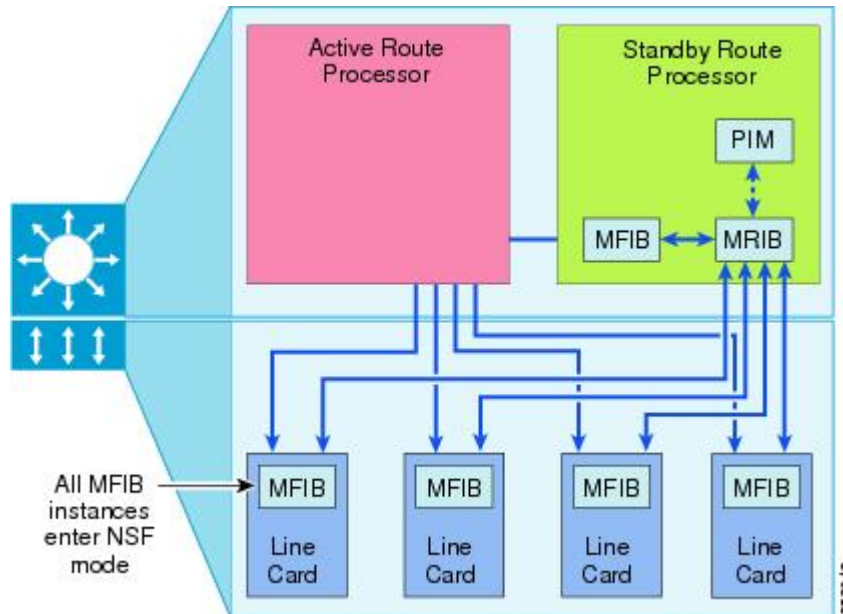 Active Route
Processor
Standby Route
Processor
PIM
MFIB
MRIB
All MFIB
instances
enter NSF
mode
MFIB
Line
Card
MFIB
Line
Card
MFIB
Line
Card
MFIB
Line
Card